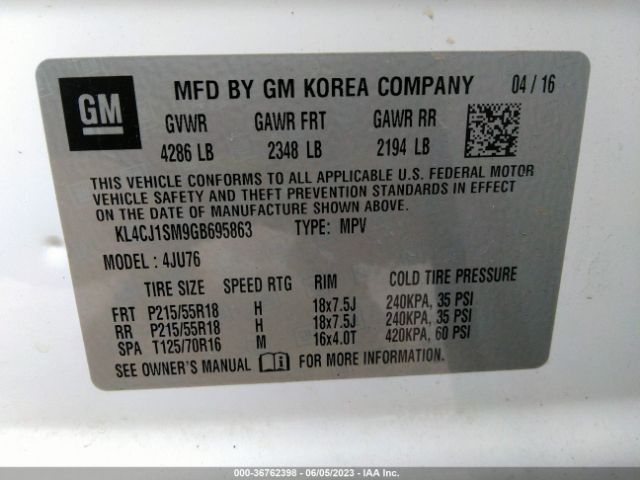 GM
MFD BY GM KOREA COMPANY 04 / 16
GVWR GAWR FRT GAWR RR
4286 LB 2348 LB 2194 LB
THIS VEHICLE CONFORMS TO ALL APPLICABLE U.S. FEDERAL MOTOR
VEHICLE SAFETY AND THEFT PREVENTION STANDARDS IN EFFECT
ON THE DATE OF MANUFACTURE SHOWN ABOVE.
KL4CJ1SM9GB695863 TYPE: MPV
MODEL : 4JU76
TIRE SIZE SPEED RTG RIM COLD TIRE PRESSURE
FRT P215/55R18 H 18x7.5J 240KPA, 35 PSI
RR P215/55R18 H 18x7.5J 240KPA, 35 PSI
SPA T125/70R16 M 16x4.0T 420KPA, 60 PSI
SEE OWNER'S MANUAL i FOR MORE INFORMATION.
000-36762398 - 06/05/2023 - IAAI.COM